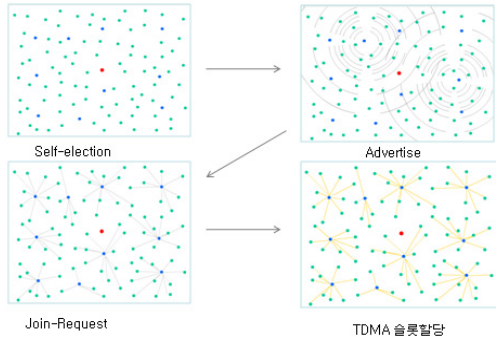 Self-election
Advertise
Join-Request
TDMA 슬롯할당